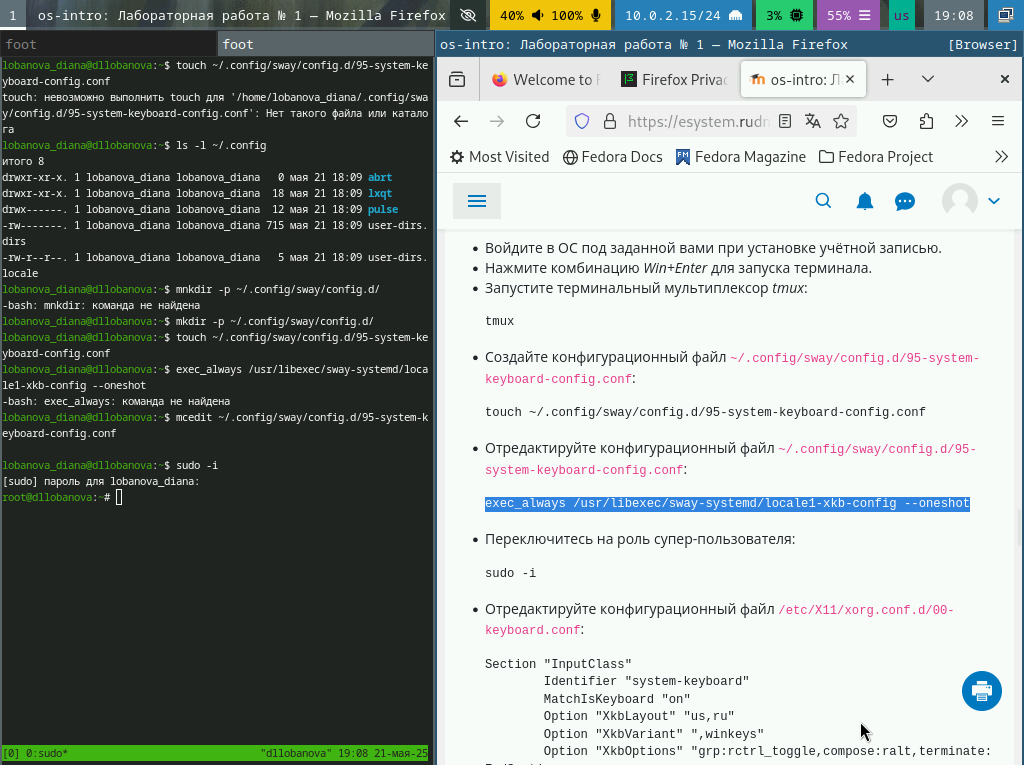 1 os-intro: Лабораторная работа № 1 — Mozilla Firefox 40% 100% 10.0.2.15/24 3% 55% us 19:08
foot foot
lobanova_diana@dllobanova:~$ touch ~/.config/sway/config.d/95-system-ke
yboard-config.conf
touch: невозможно выполнить touch для '/home/lobanova_diana/.config/swa
y/config.d/95-system-keyboard-config.conf': Нет такого файла или катало
га
lobanova_diana@dllobanova:~$ ls -l ~/.config
итого 8
drwxr-xr-x. 1 lobanova_diana lobanova_diana   0 мая 21 18:09 abrt
drwxr-xr-x. 1 lobanova_diana lobanova_diana  18 мая 21 18:09 lxqt
drwx------. 1 lobanova_diana lobanova_diana  12 мая 21 18:09 pulse
-rw-------. 1 lobanova_diana lobanova_diana 715 мая 21 18:09 user-dirs.
dirs
-rw-r--r--. 1 lobanova_diana lobanova_diana   5 мая 21 18:09 user-dirs.
locale
lobanova_diana@dllobanova:~$ mnkdir -p ~/.config/sway/config.d/
-bash: mnkdir: команда не найдена
lobanova_diana@dllobanova:~$ mkdir -p ~/.config/sway/config.d/
lobanova_diana@dllobanova:~$ touch ~/.config/sway/config.d/95-system-ke
yboard-config.conf
lobanova_diana@dllobanova:~$ exec_always /usr/libexec/sway-systemd/loca
le1-xkb-config --oneshot
-bash: exec_always: команда не найдена
lobanova_diana@dllobanova:~$ mcedit ~/.config/sway/config.d/95-system-k
eyboard-config.conf
lobanova_diana@dllobanova:~$ sudo -i
[sudo] пароль для lobanova_diana:
root@dllobanova:~#
[0] 0:sudo* "dllobanova" 19:08 21-мая-25
os-intro: Лабораторная работа № 1 — Mozilla Firefox [Browser]
Welcome to F Firefox Priva os-intro: Л
https://esystem.rudn
Most Visited Fedora Docs Fedora Magazine Fedora Project
• Войдите в ОС под заданной вами при установке учётной записью.
• Нажмите комбинацию Win+Enter для запуска терминала.
• Запустите терминальный мультиплексор tmux:
tmux
• Создайте конфигурационный файл ~/.config/sway/config.d/95-system-
keyboard-config.conf:
touch ~/.config/sway/config.d/95-system-keyboard-config.conf
• Отредактируйте конфигурационный файл ~/.config/sway/config.d/95-
system-keyboard-config.conf:
exec_always /usr/libexec/sway-systemd/locale1-xkb-config --oneshot
• Переключитесь на роль супер-пользователя:
sudo -i
• Отредактируйте конфигурационный файл /etc/X11/xorg.conf.d/00-
keyboard.conf:
Section "InputClass"
Identifier "system-keyboard"
MatchIsKeyboard "on"
Option "XkbLayout" "us,ru"
Option "XkbVariant" ",winkeys"
Option "XkbOptions" "grp:rctrl_toggle,compose:ralt,terminate: